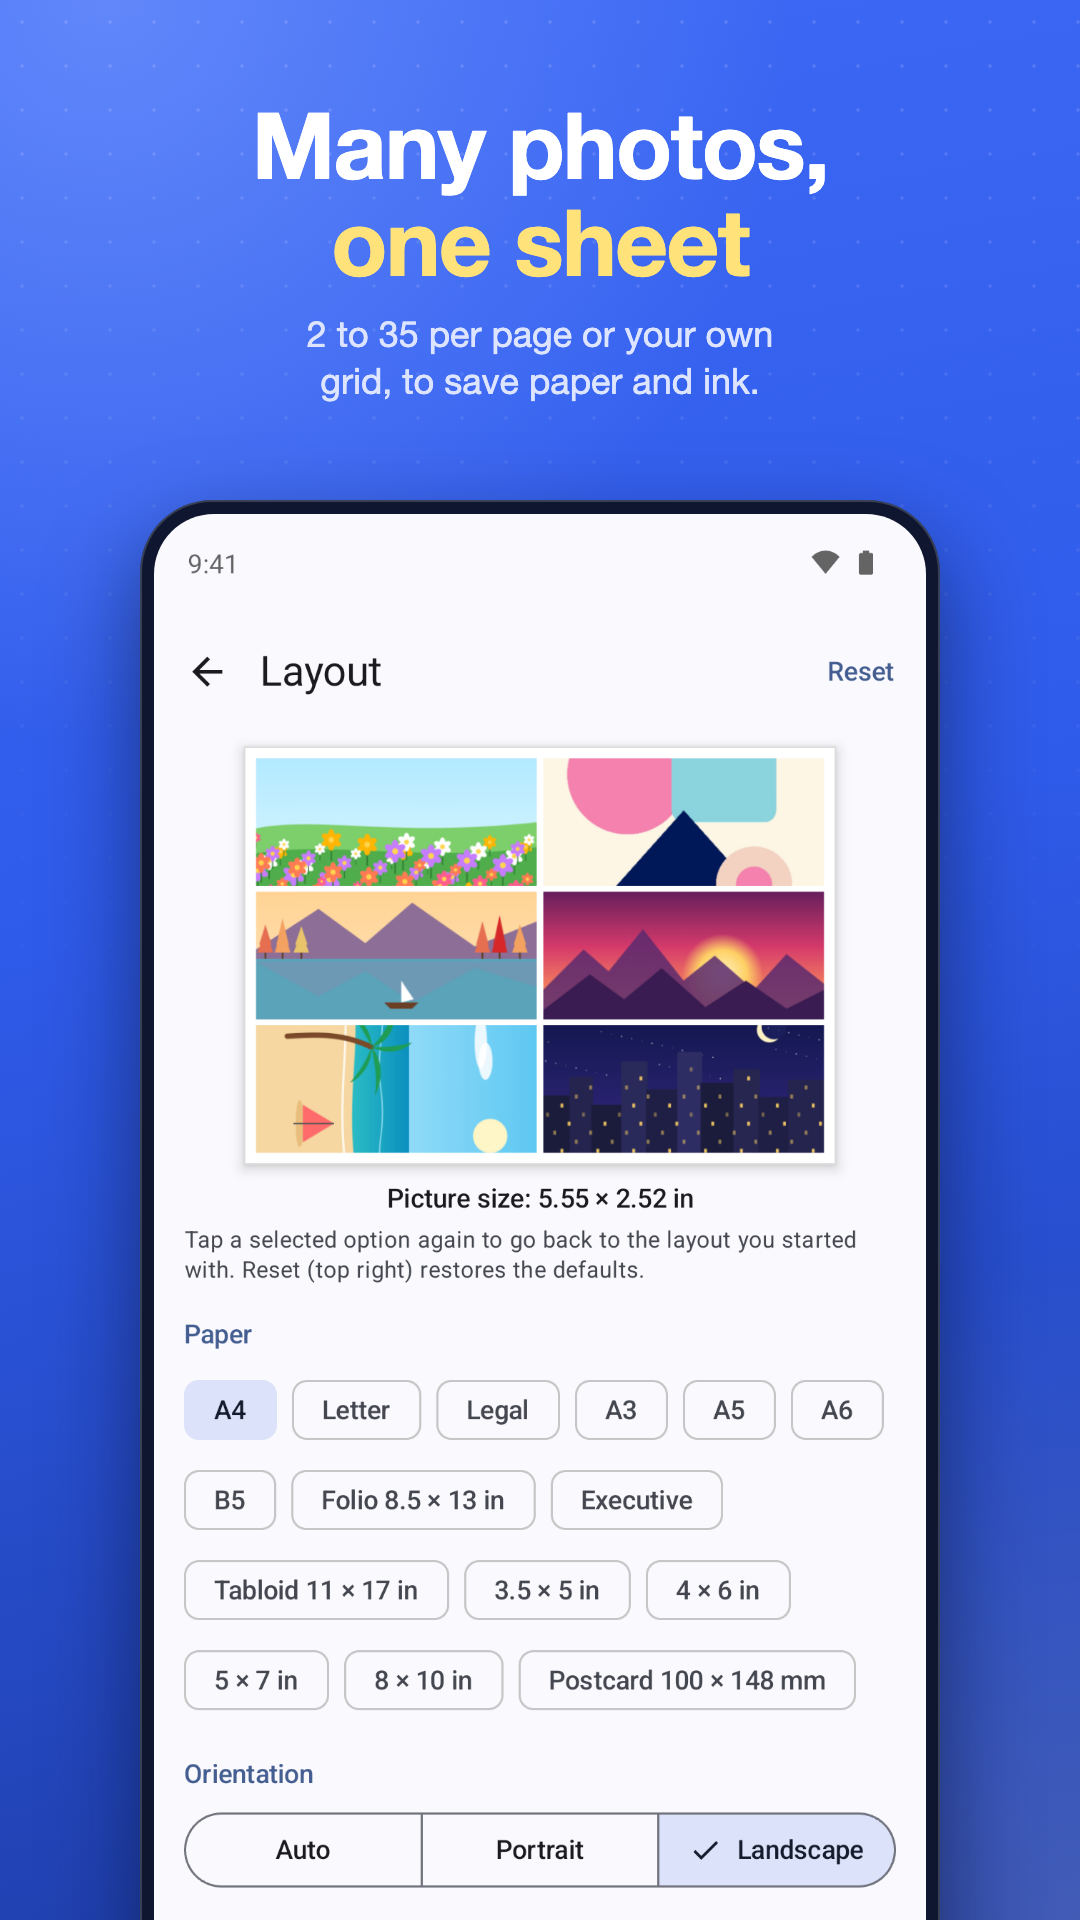 Many photos,
one sheet
2 to 35 per page or your own
grid, to save paper and ink.
9:41
Layout
Reset
Picture size: 5.55 × 2.52 in
Tap a selected option again to go back to the layout you started
with. Reset (top right) restores the defaults.
Paper
A4 Letter Legal A3 A5 A6
B5 Folio 8.5 × 13 in Executive
Tabloid 11 × 17 in 3.5 × 5 in 4 × 6 in
5 × 7 in 8 × 10 in Postcard 100 × 148 mm
Orientation
Auto Portrait Landscape